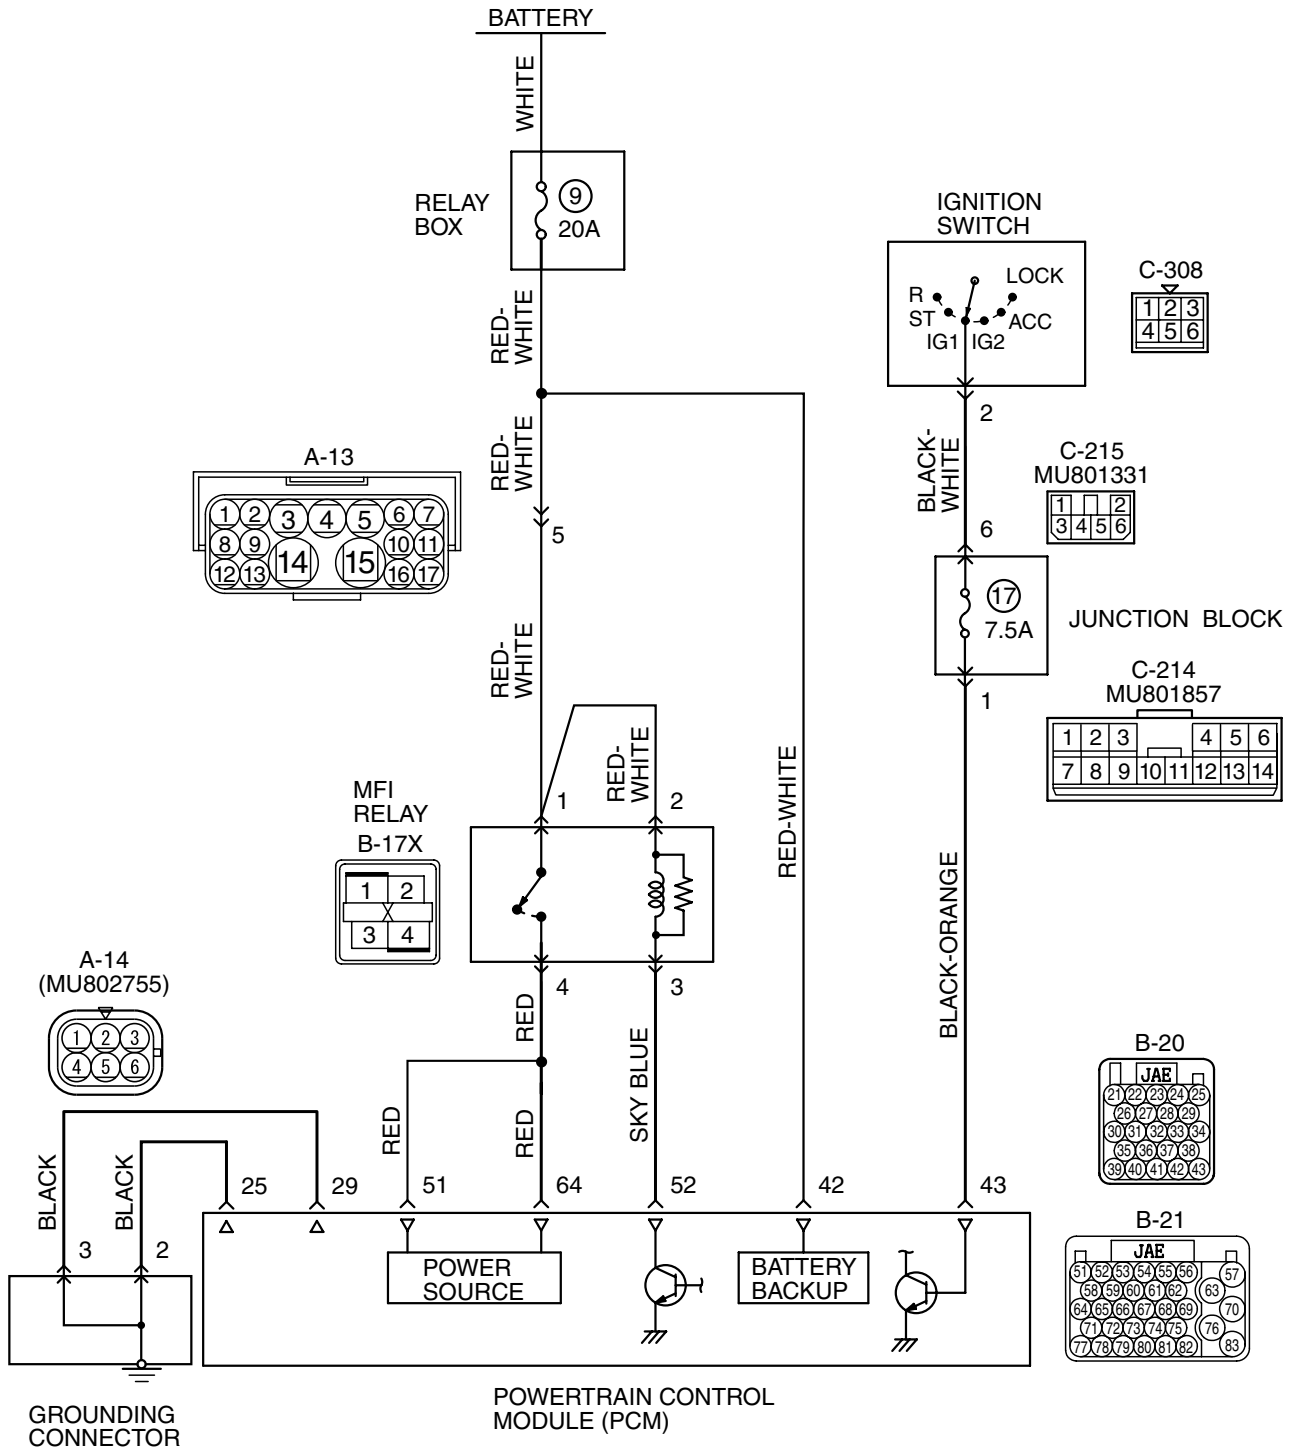 BATTERY
WHITE
RELAY
BOX
9
20A
RED-
WHITE
IGNITION
SWITCH
R
ST
IG1
IG2
ACC
LOCK
C-308
1 2 3
4 5 6
2
BLACK-
WHITE
C-215
MU801331
1 2
3 4 5 6
6
RED-
WHITE
5
A-13
1 2 3 4 5 6 7
8 9 10 11
14 15
12 13 16 17
17
7.5A
JUNCTION BLOCK
1
C-214
MU801857
1 2 3 4 5 6
7 8 9 10 11 12 13 14
RED-
WHITE
RED-
WHITE
1
2
RED-WHITE
MFI
RELAY
B-17X
1 2
3 4
4
3
BLACK-ORANGE
A-14
(MU802755)
1 2 3
4 5 6
RED
RED
RED
SKY BLUE
B-20
JAE
21 22 23 24 25
26 27 28 29
30 31 32 33 34
35 36 37 38
39 40 41 42 43
BLACK
BLACK
25
29
51
64
52
42
43
3
2
B-21
JAE
51 52 53 54 55 56 57
58 59 60 61 62 63
64 65 66 67 68 69 70
71 72 73 74 75 76
77 78 79 80 81 82 83
POWER
SOURCE
BATTERY
BACKUP
GROUNDING
CONNECTOR
POWERTRAIN CONTROL
MODULE (PCM)